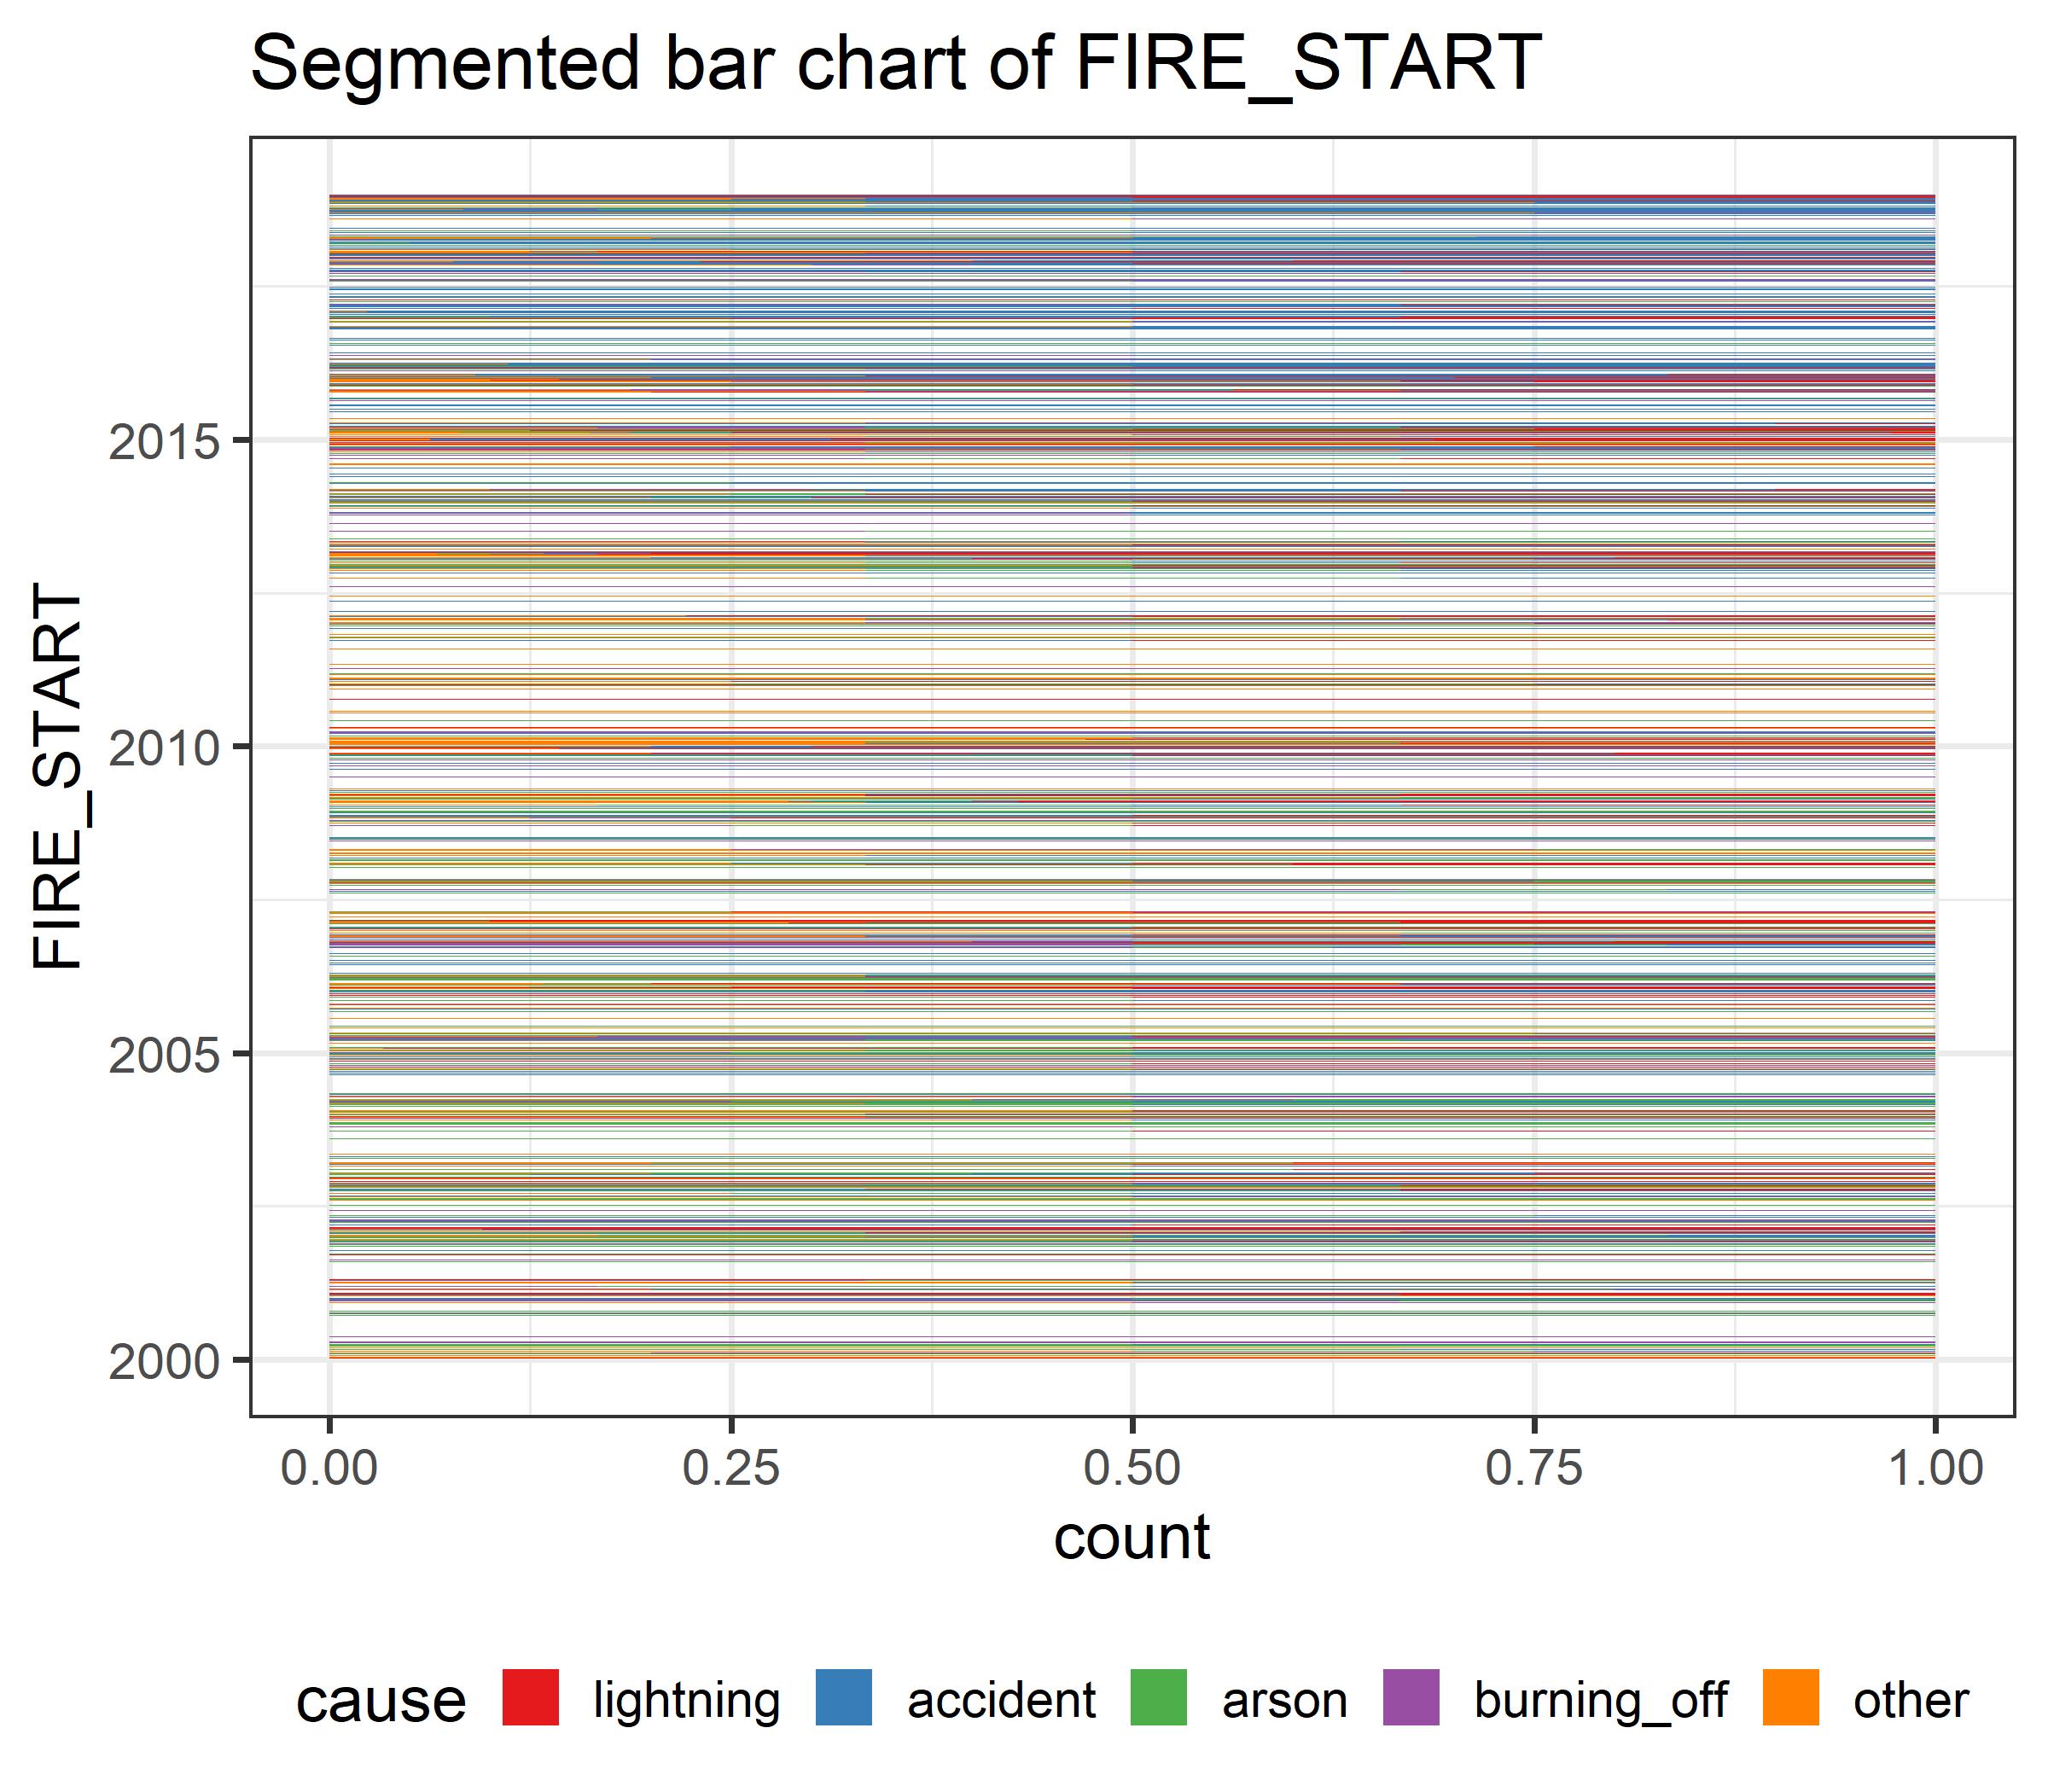 Segmented bar chart of FIRE_START
FIRE_START
2015
2010
2005
2000
0.00 0.25 0.50 0.75 1.00
count
cause lightning accident arson burning_off other